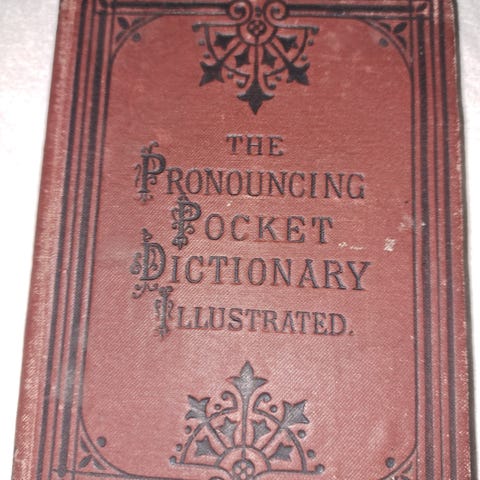 THE
PRONOUNCING
POCKET
DICTIONARY
ILLUSTRATED.